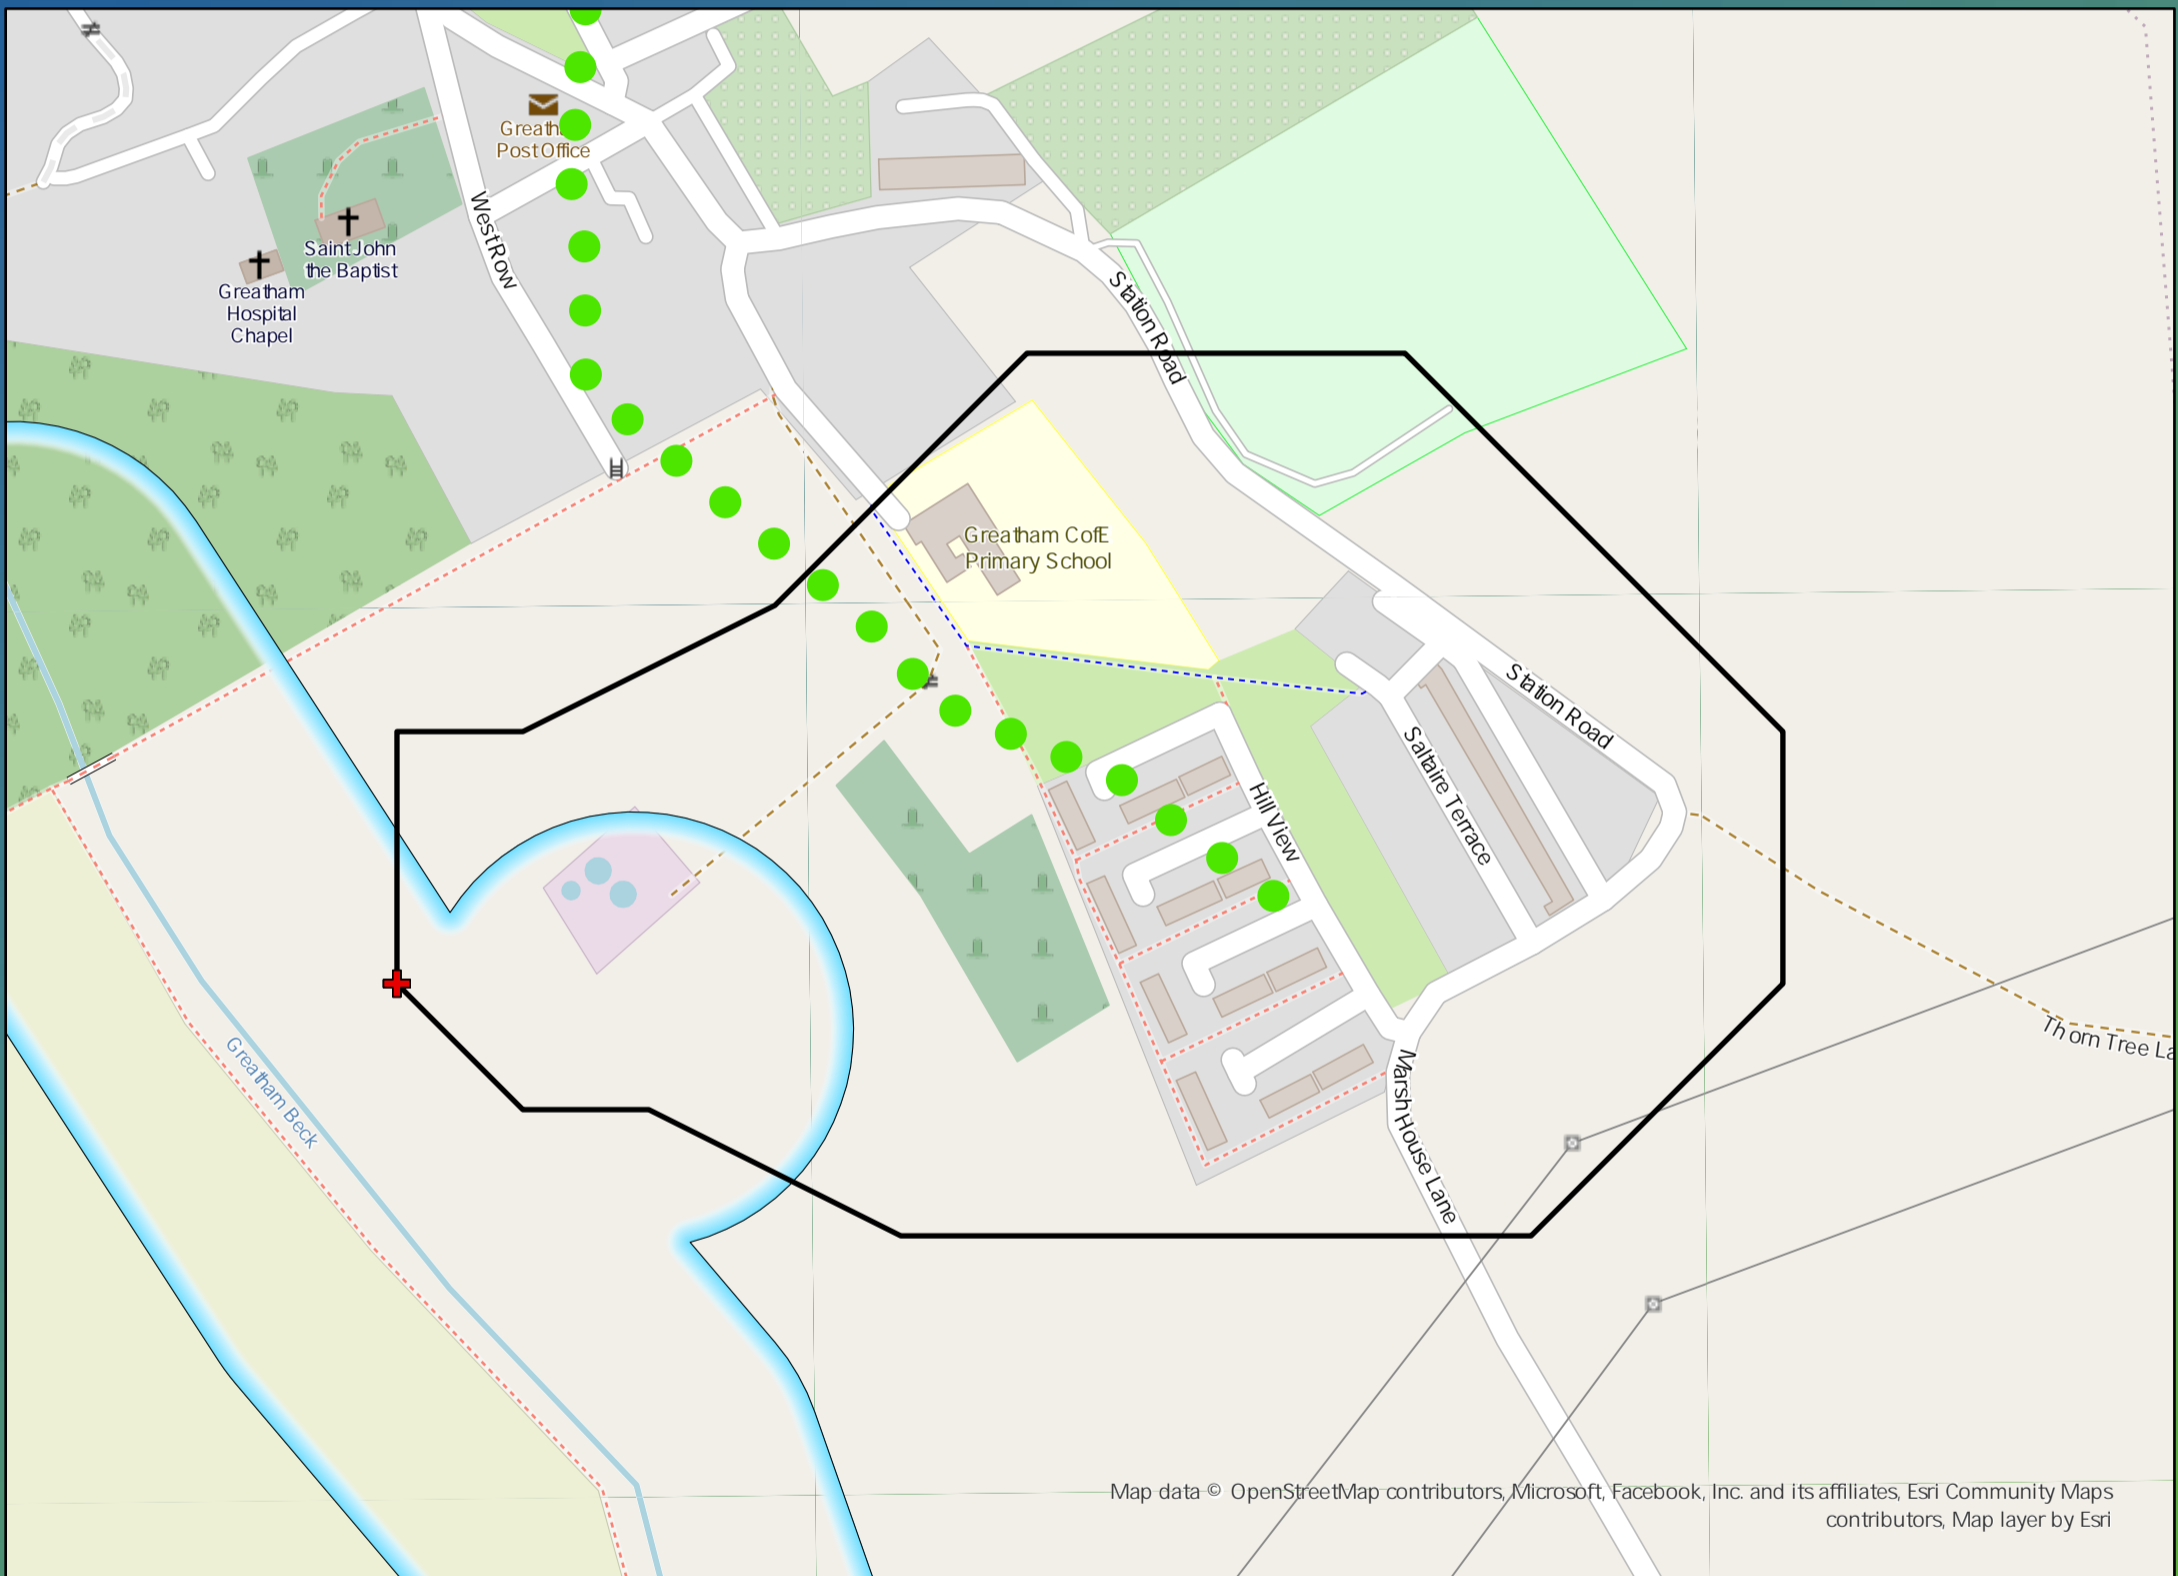 Greath
Post Office
West Row
Saint John
the Baptist
Greatham
Hospital
Chapel
Station Road
Greatham CofE
Primary School
Station Road
Saltaire Terrace
Hill View
Thorn Tree La
Greatham Beck
Marsh House Lane
Map data © OpenStreetMap contributors, Microsoft, Facebook, Inc. and its affiliates, Esri Community Maps
contributors, Map layer by Esri